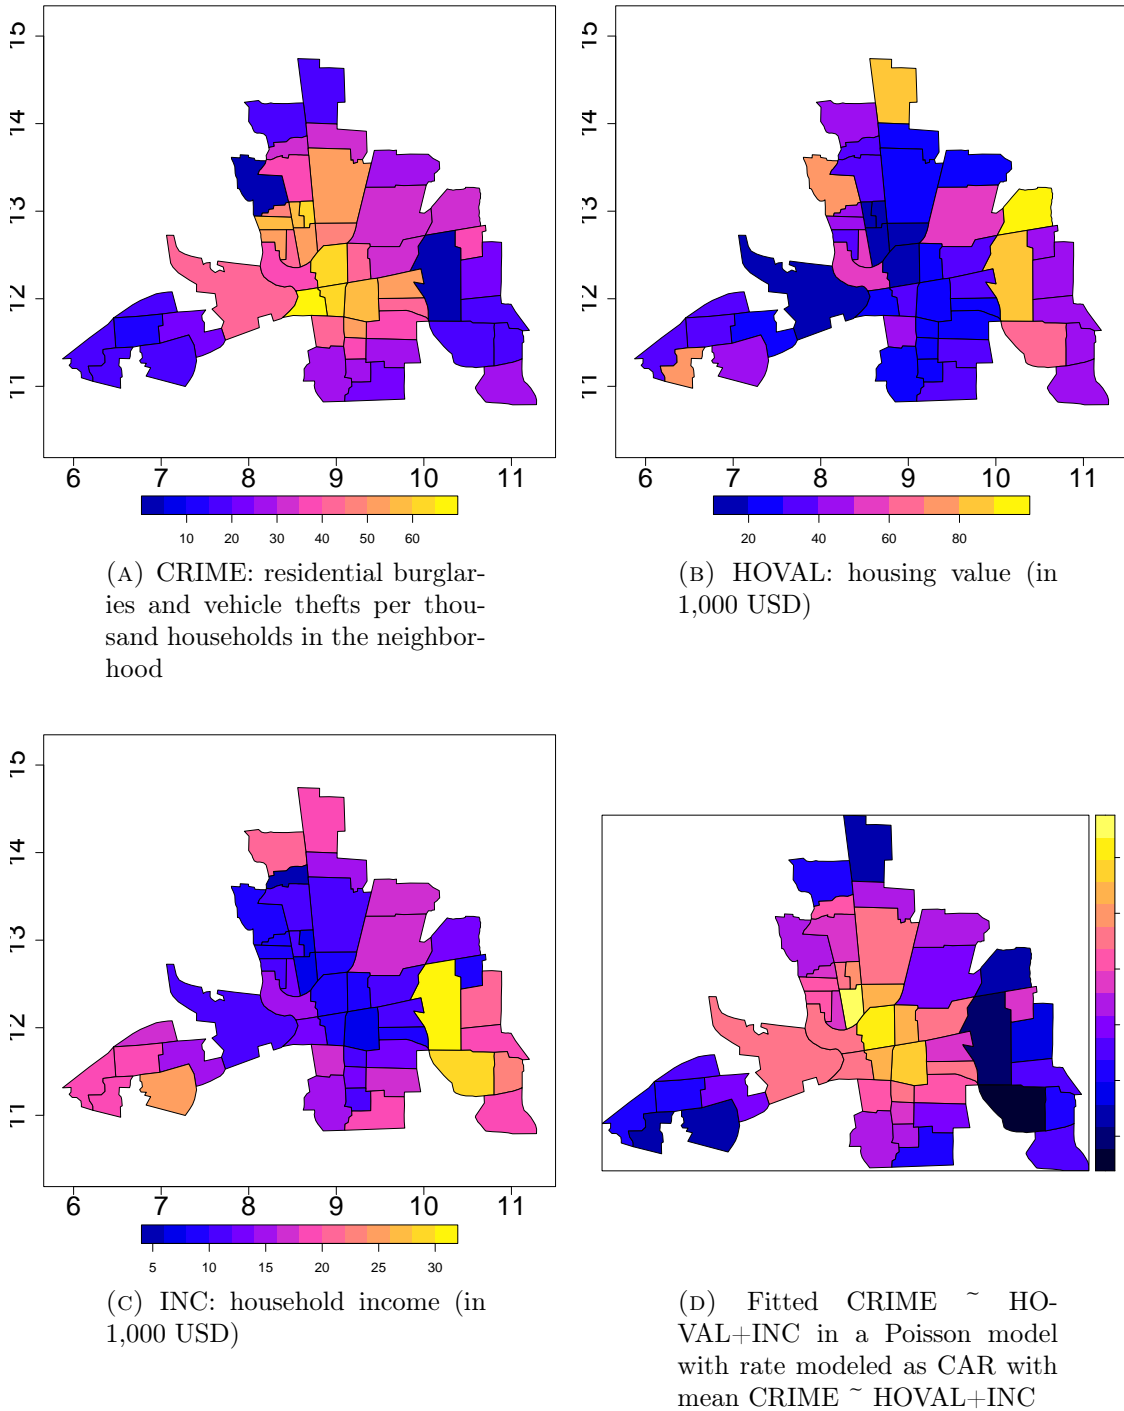 15
14
13
12
11
6 7 8 9 10 11
10 20 30 40 50 60
(A) CRIME: residential burglar-
ies and vehicle thefts per thou-
sand households in the neighbor-
hood
15
14
13
12
11
6 7 8 9 10 11
20 40 60 80
(B) HOVAL: housing value (in
1,000 USD)
15
14
13
12
11
6 7 8 9 10 11
5 10 15 20 25 30
(C) INC: household income (in
1,000 USD)
(D) Fitted CRIME ~ HO-
VAL+INC in a Poisson model
with rate modeled as CAR with
mean CRIME ~ HOVAL+INC